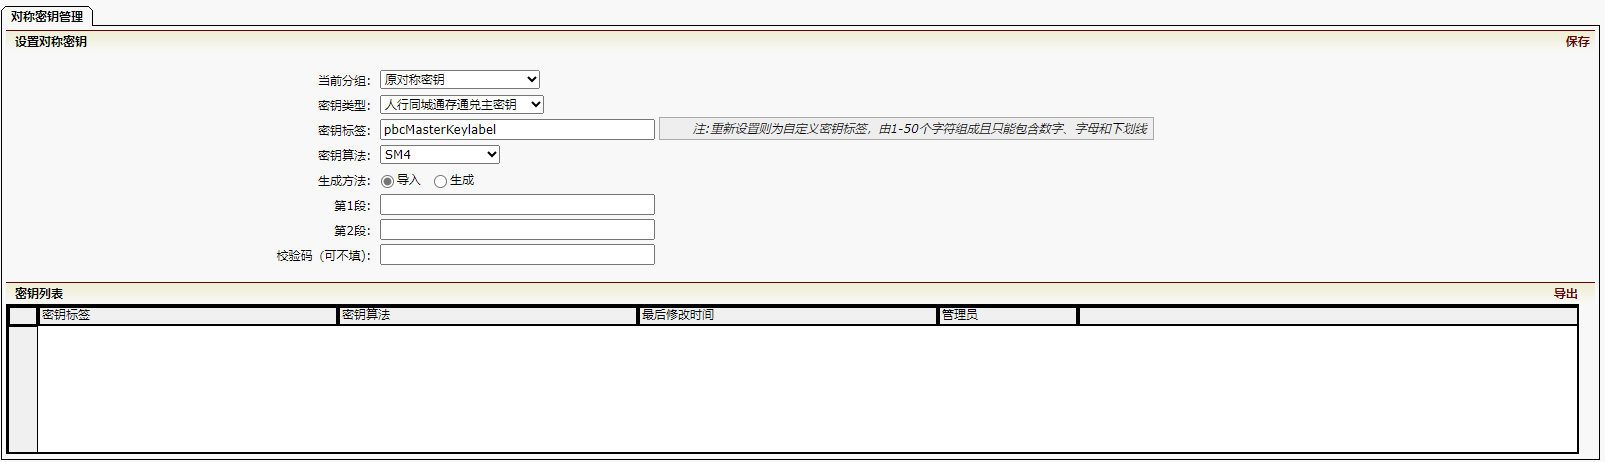 对称密钥管理
设置对称密钥 保存
当前分组: 原对称密钥
密钥类型: 人行同城通存通兑主密钥
密钥标签: pbcMasterKeylabel 注:重新设置则为自定义密钥标签，由1-50个字符组成且只能包含数字、字母和下划线
密钥算法: SM4
生成方法: 导入 生成
第1段:
第2段:
校验码（可不填):
密钥列表 导出
密钥标签 密钥算法 最后修改时间 管理员